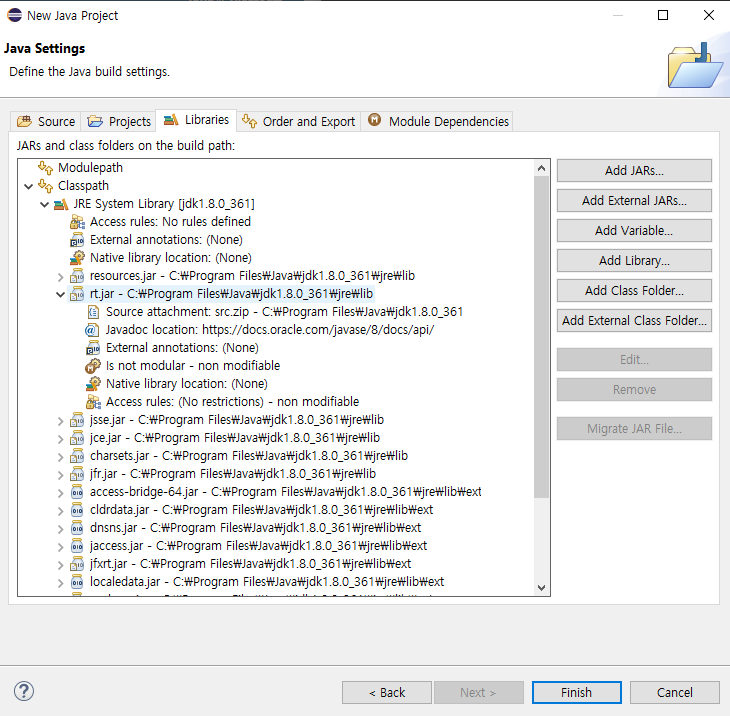 New Java Project
Java Settings
Define the Java build settings.
Source Projects Libraries Order and Export Module Dependencies
JARs and class folders on the build path:
Modulepath
Classpath
JRE System Library [jdk1.8.0_361]
Access rules: No rules defined
External annotations: (None)
Native library location: (None)
resources.jar - C:₩Program Files₩Java₩jdk1.8.0_361₩jre₩lib
rt.jar - C:₩Program Files₩Java₩jdk1.8.0_361₩jre₩lib
Source attachment: src.zip - C:₩Program Files₩Java₩jdk1.8.0_361
Javadoc location: https://docs.oracle.com/javase/8/docs/api/
External annotations: (None)
Is not modular - non modifiable
Native library location: (None)
Access rules: (No restrictions) - non modifiable
jsse.jar - C:₩Program Files₩Java₩jdk1.8.0_361₩jre₩lib
jce.jar - C:₩Program Files₩Java₩jdk1.8.0_361₩jre₩lib
charsets.jar - C:₩Program Files₩Java₩jdk1.8.0_361₩jre₩lib
jfr.jar - C:₩Program Files₩Java₩jdk1.8.0_361₩jre₩lib
access-bridge-64.jar - C:₩Program Files₩Java₩jdk1.8.0_361₩jre₩lib₩ext
cldrdata.jar - C:₩Program Files₩Java₩jdk1.8.0_361₩jre₩lib₩ext
dnsns.jar - C:₩Program Files₩Java₩jdk1.8.0_361₩jre₩lib₩ext
jaccess.jar - C:₩Program Files₩Java₩jdk1.8.0_361₩jre₩lib₩ext
jfxrt.jar - C:₩Program Files₩Java₩jdk1.8.0_361₩jre₩lib₩ext
localedata.jar - C:₩Program Files₩Java₩jdk1.8.0_361₩jre₩lib₩ext
Add JARs...
Add External JARs...
Add Variable...
Add Library...
Add Class Folder...
Add External Class Folder...
Edit...
Remove
Migrate JAR File...
< Back Next > Finish Cancel